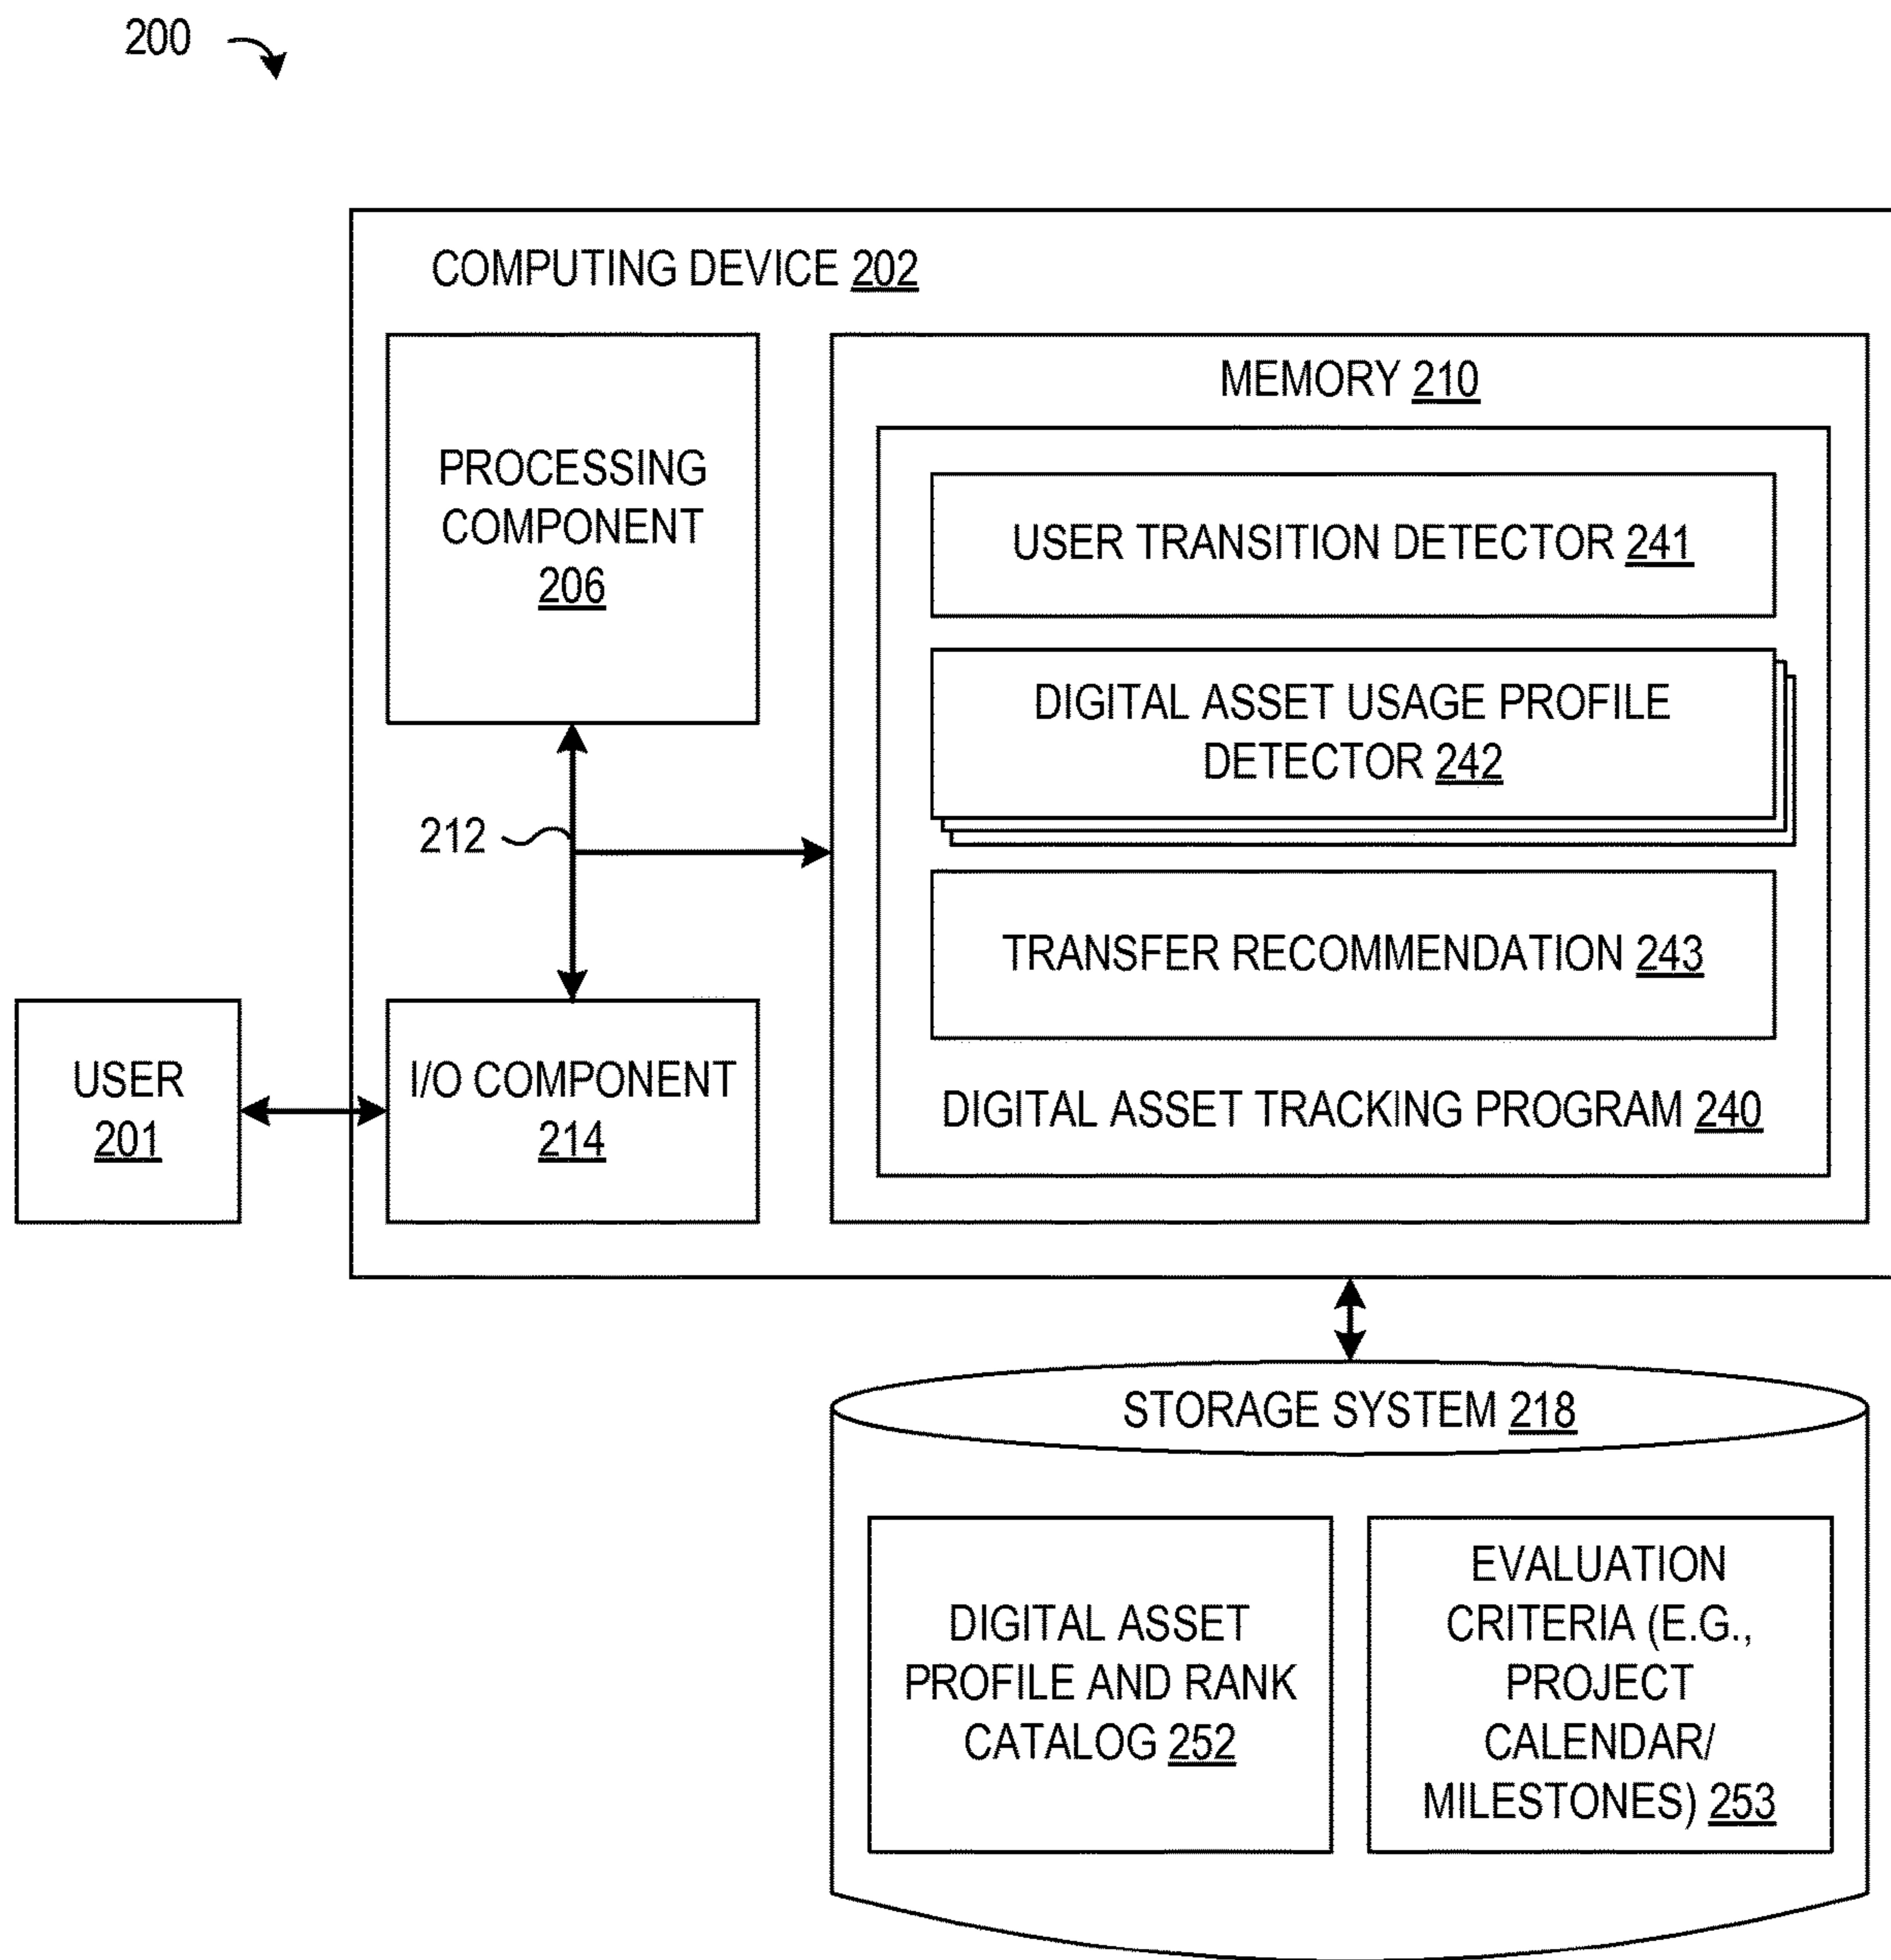 200
COMPUTING DEVICE 202
PROCESSING
COMPONENT
206
MEMORY 210
USER TRANSITION DETECTOR 241
DIGITAL ASSET USAGE PROFILE
DETECTOR 242
212
TRANSFER RECOMMENDATION 243
USER
201
I/O COMPONENT
214
DIGITAL ASSET TRACKING PROGRAM 240
STORAGE SYSTEM 218
DIGITAL ASSET
PROFILE AND RANK
CATALOG 252
EVALUATION
CRITERIA (E.G.,
PROJECT
CALENDAR/
MILESTONES) 253